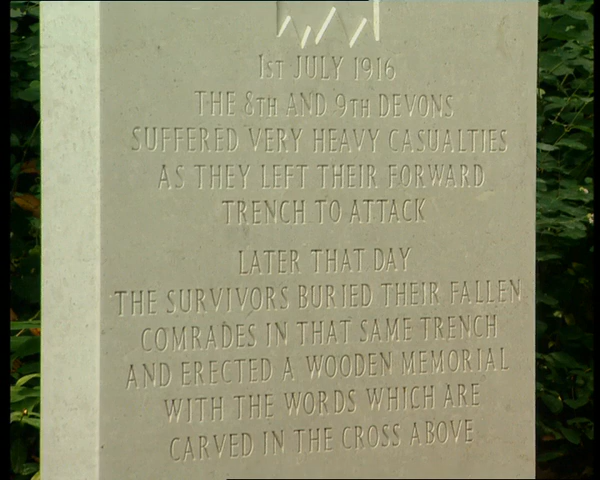 1ST JULY 1916
THE 8TH AND 9TH DEVONS
SUFFERED VERY HEAVY CASUALTIES
AS THEY LEFT THEIR FORWARD
TRENCH TO ATTACK
LATER THAT DAY
THE SURVIVORS BURIED THEIR FALLEN
COMRADES IN THAT SAME TRENCH
AND ERECTED A WOODEN MEMORIAL
WITH THE WORDS WHICH ARE
CARVED IN THE CROSS ABOVE